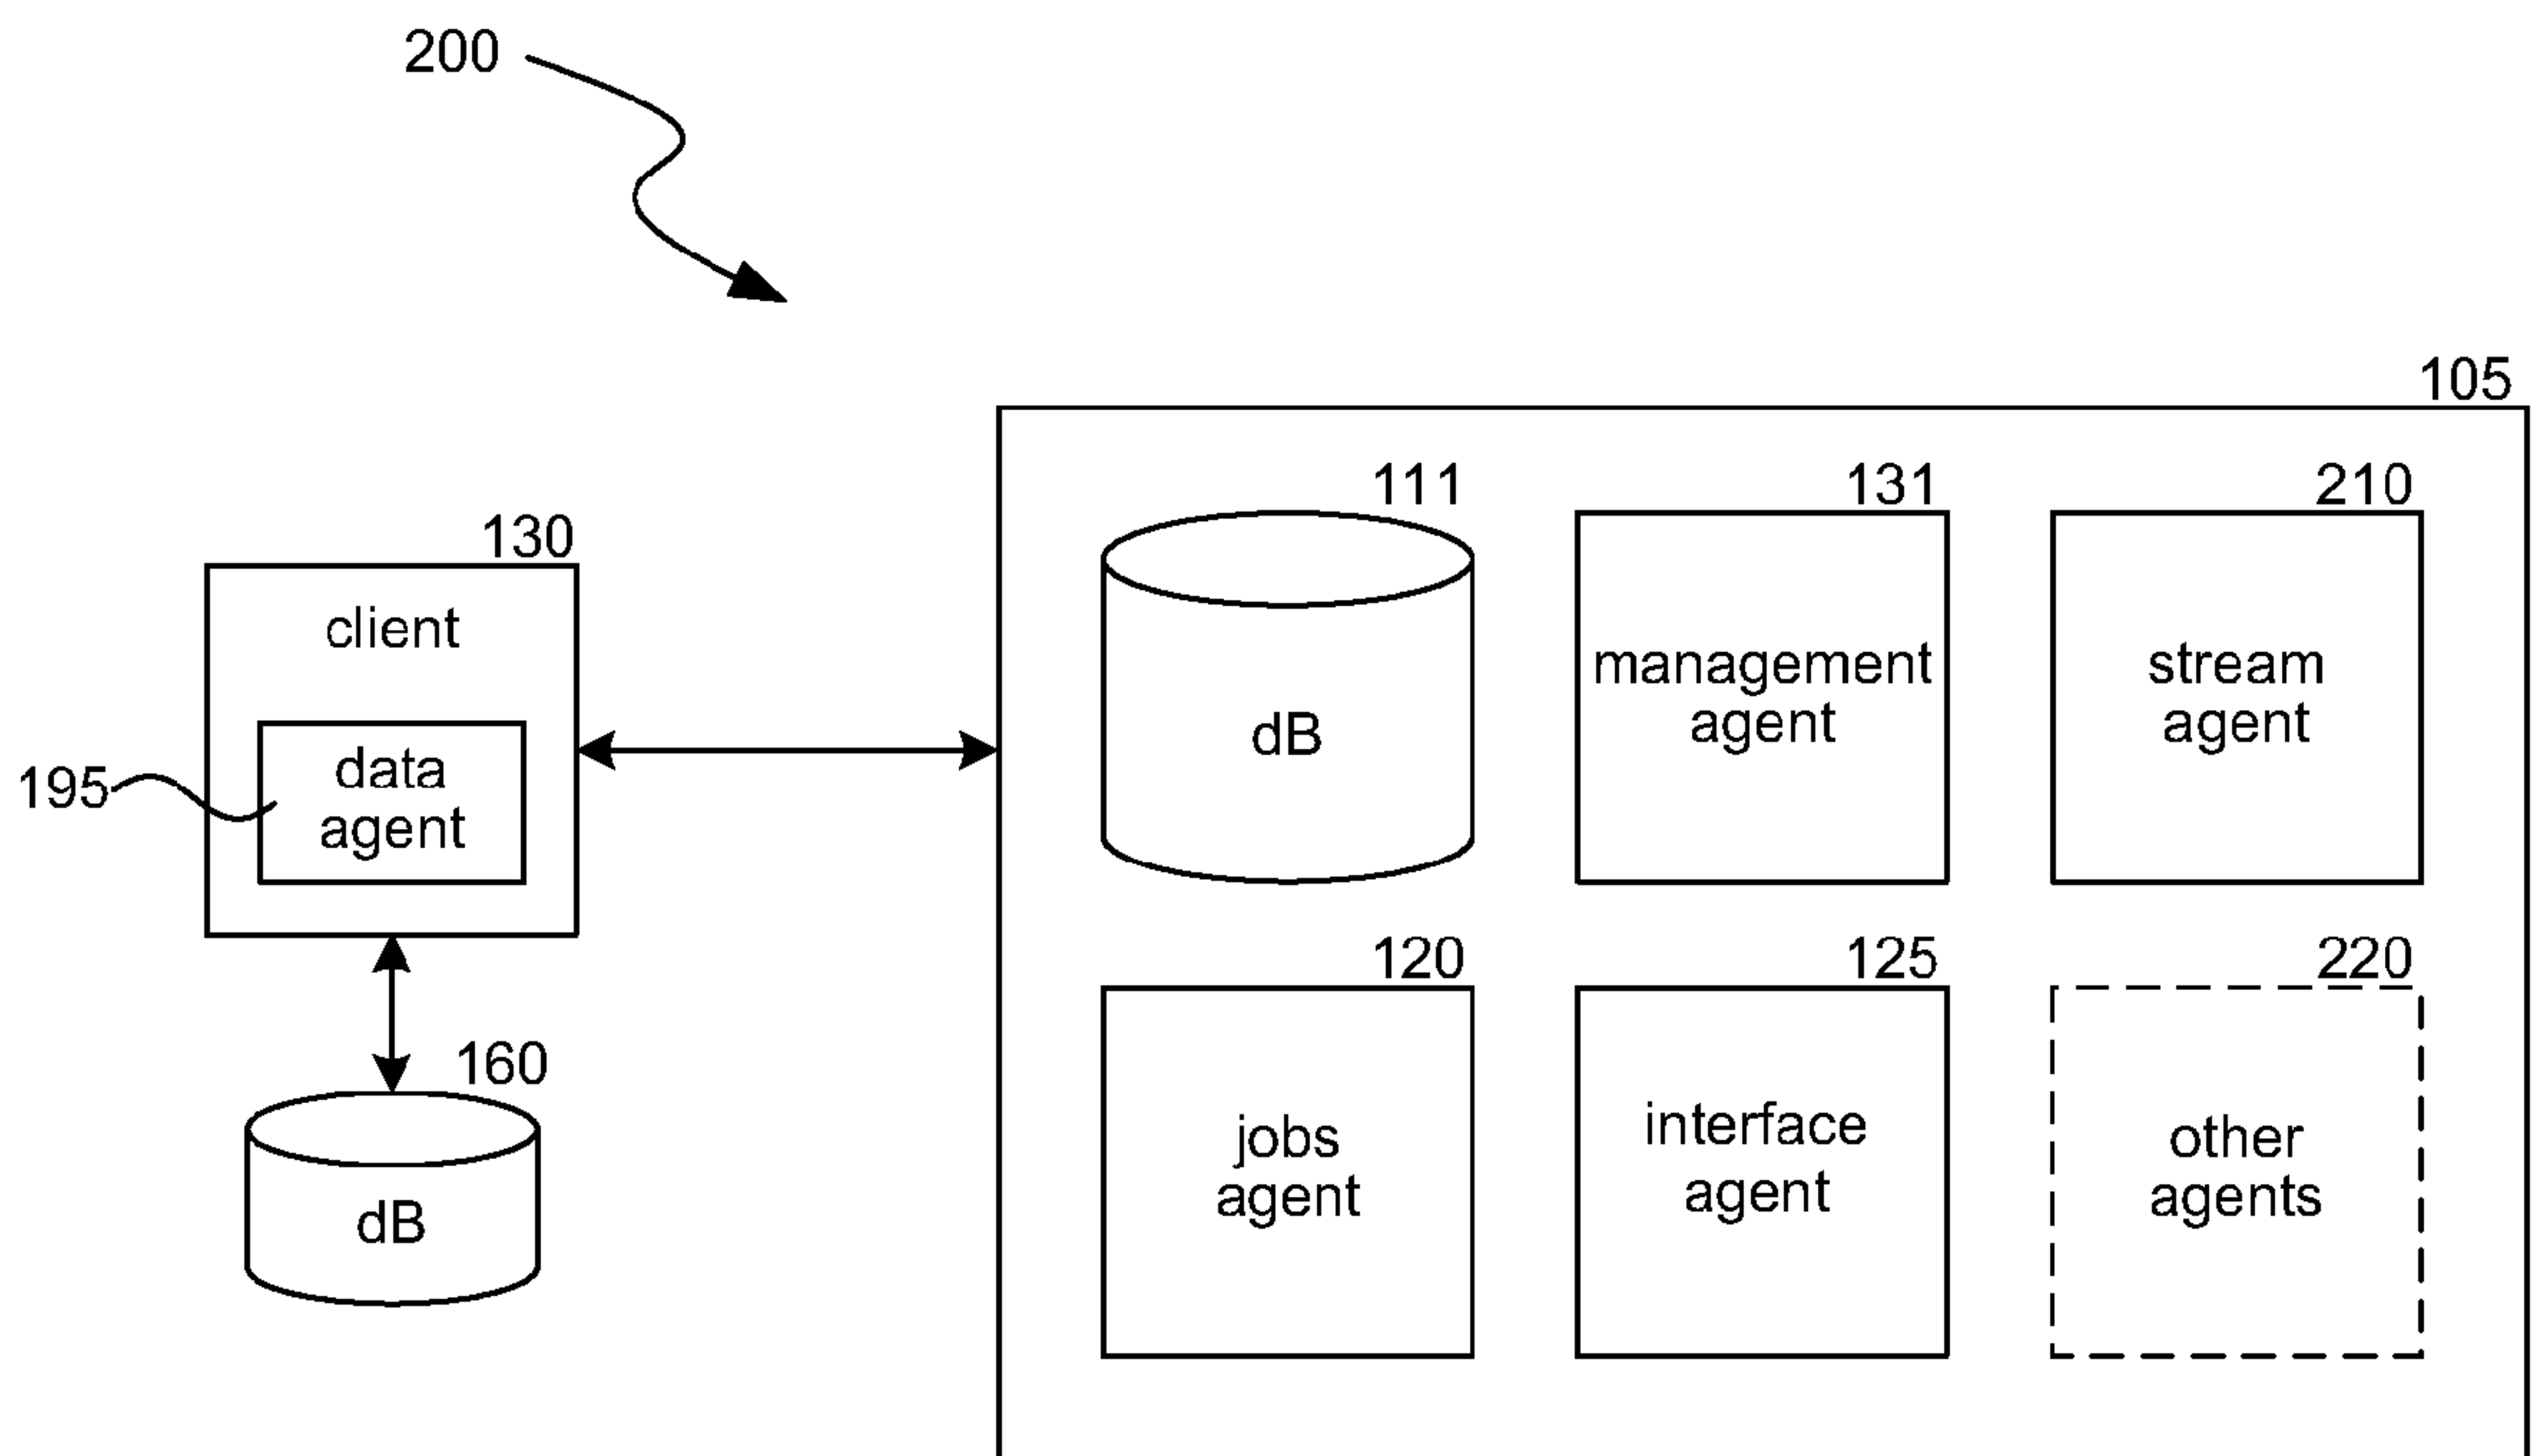 200
105
111
131
210
130
client
management
agent
stream
agent
dB
data
agent
195
120
125
220
160
jobs
agent
interface
agent
other
agents
dB